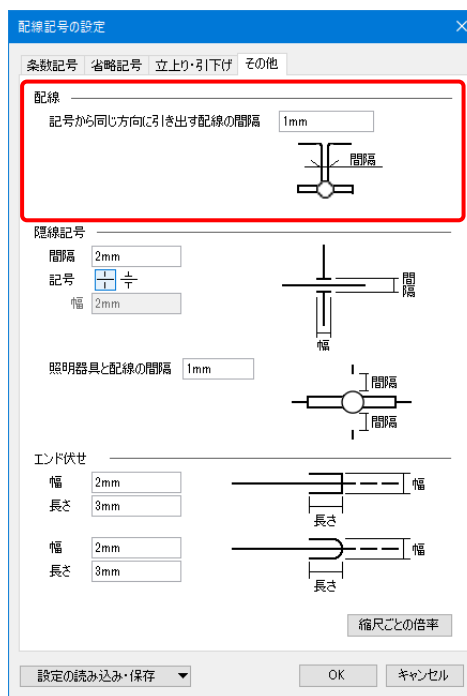 配線記号の設定
条数記号 省略記号 立上り・引下げ その他
配線
記号から同じ方向に引き出す配線の間隔 1mm
間隔
隠線記号
間隔 2mm
記号
幅 2mm
間隔
幅
照明器具と配線の間隔 1mm
間隔
間隔
エンド伏せ
幅 2mm
長さ 3mm
幅
長さ
幅 2mm
長さ 3mm
幅
長さ
縮尺ごとの倍率
設定の読み込み・保存 OK キャンセル